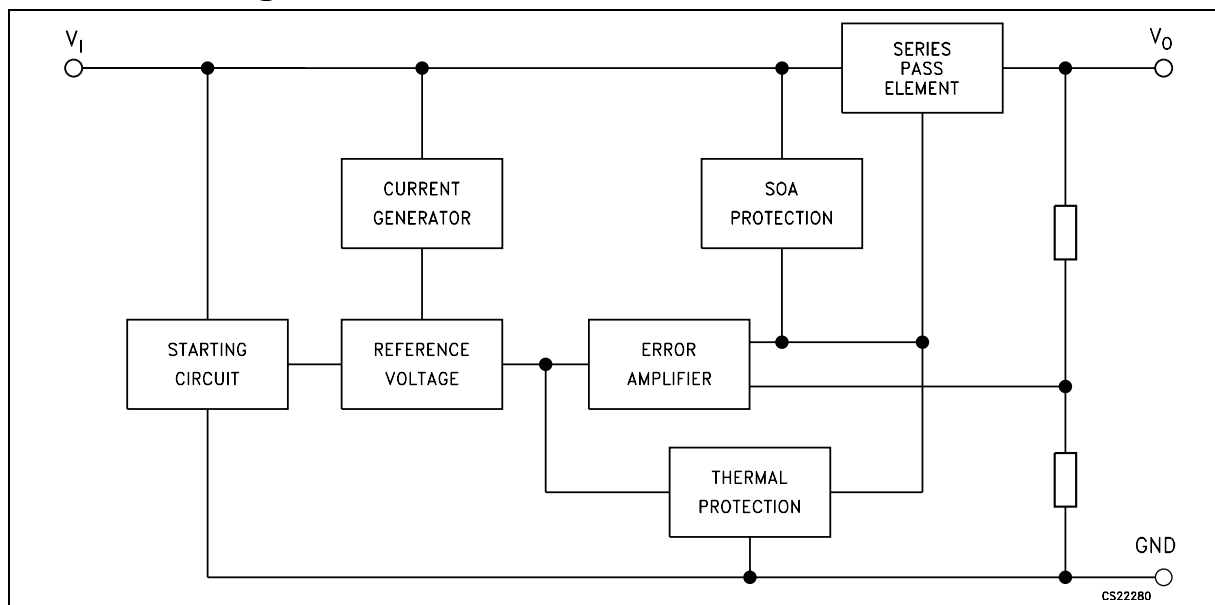 V_I
V_O
SERIES
PASS
ELEMENT
CURRENT
GENERATOR
SOA
PROTECTION
STARTING
CIRCUIT
REFERENCE
VOLTAGE
ERROR
AMPLIFIER
THERMAL
PROTECTION
GND
CS22280